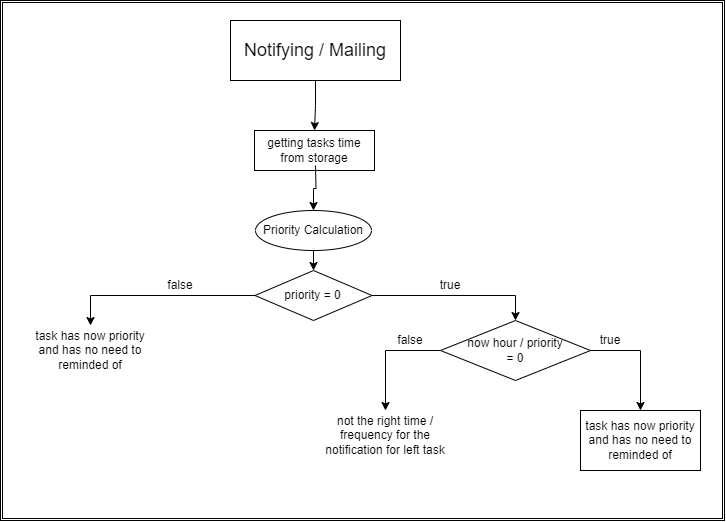 Notifying / Mailing
getting tasks time
from storage
Priority Calculation
false
priority = 0
true
task has now priority
and has no need to
reminded of
false
now hour / priority
= 0
true
not the right time /
frequency for the
notification for left task
task has now priority
and has no need to
reminded of